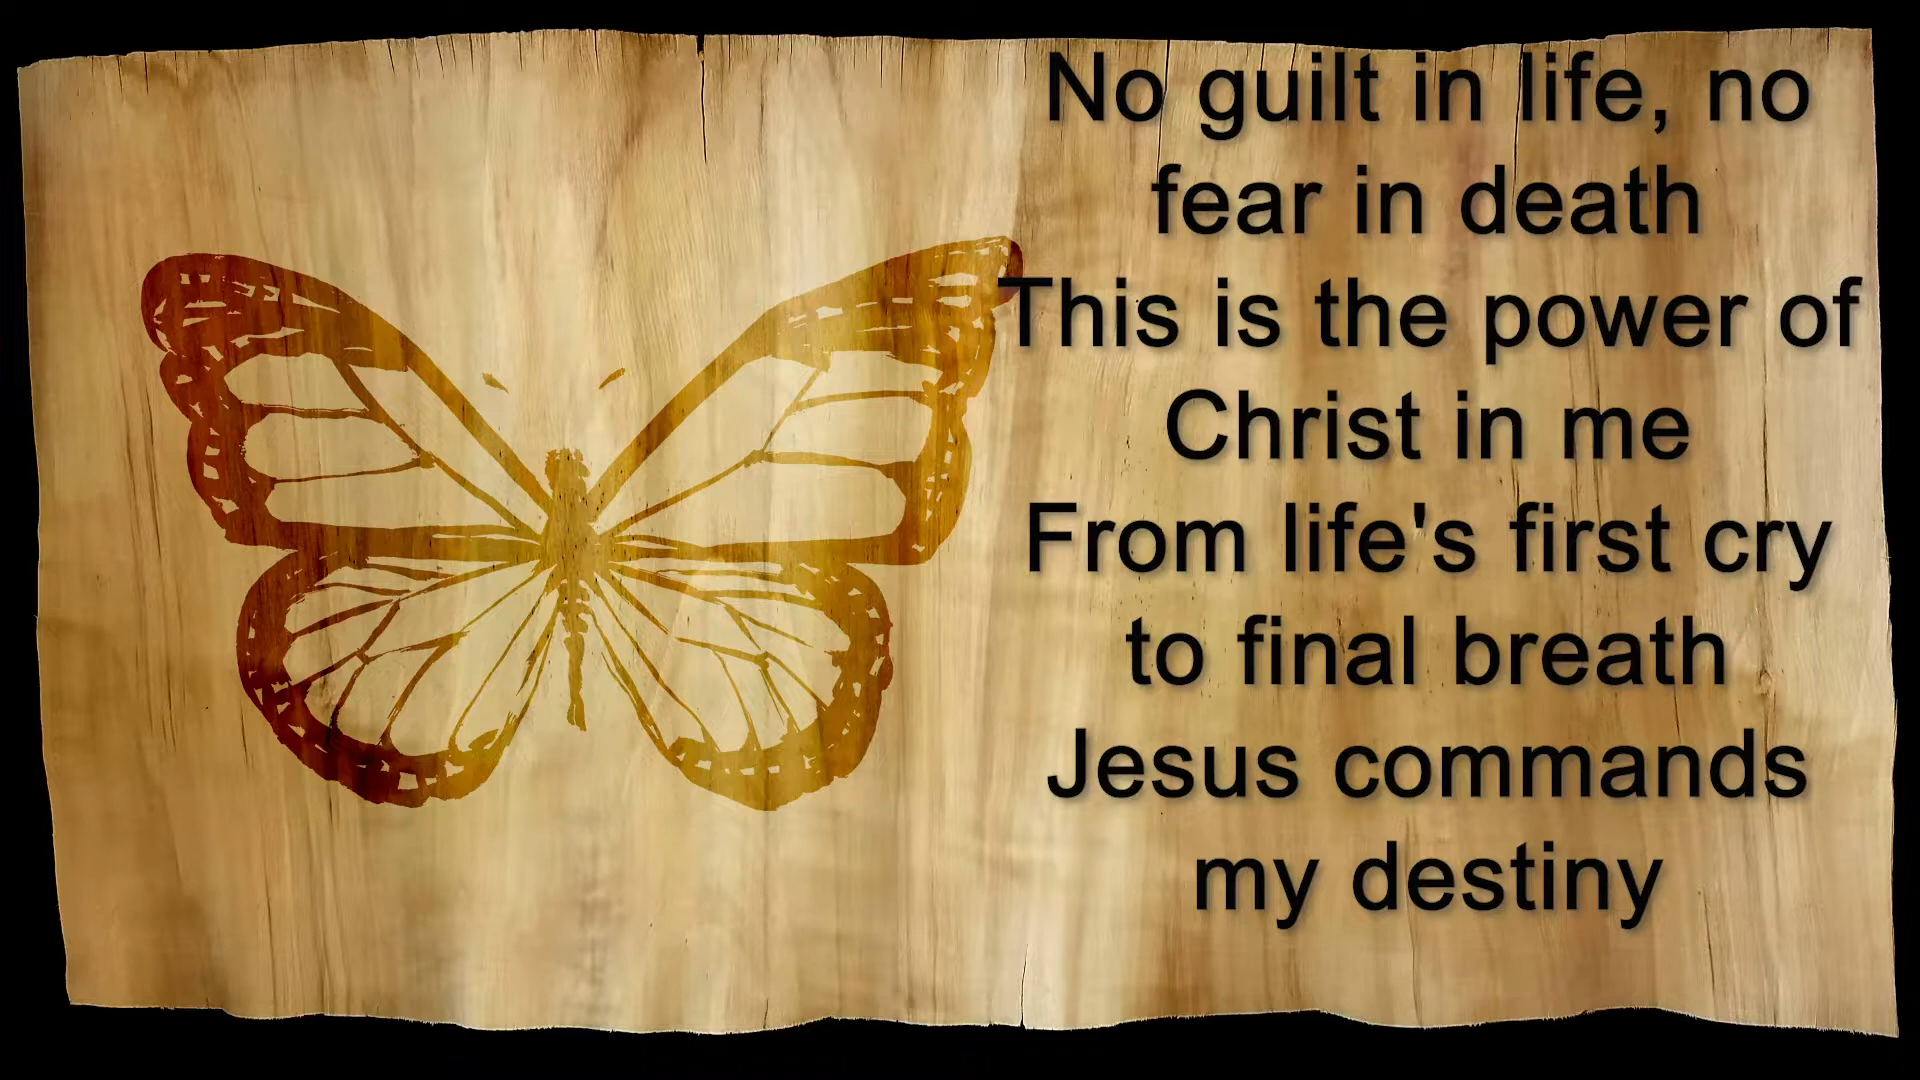 No guilt in life, no
fear in death
This is the power of
Christ in me
From life's first cry
to final breath
Jesus commands
my destiny